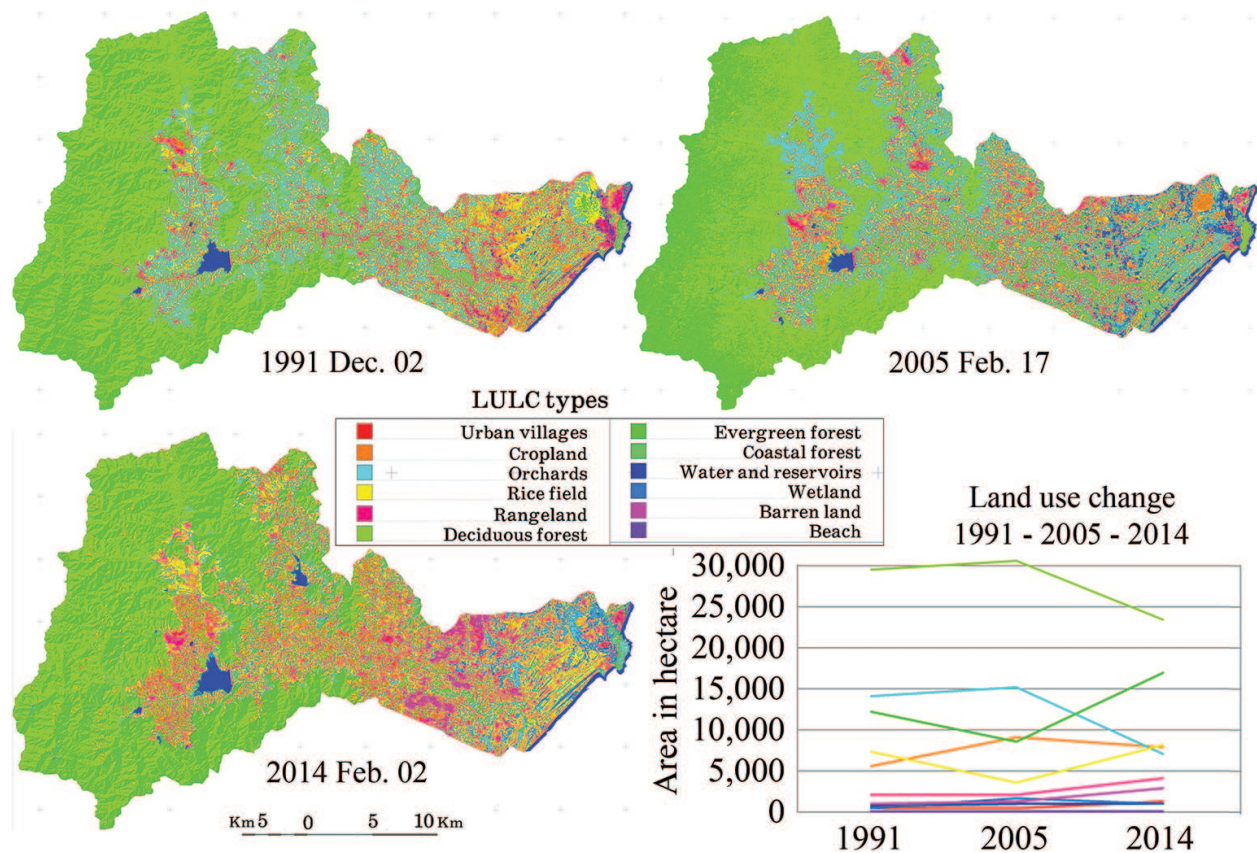 1991 Dec. 02
2005 Feb. 17
LULC types
Urban villages
Cropland
Orchards
Rice field
Rangeland
Deciduous forest
Evergreen forest
Coastal forest
Water and reservoirs
Wetland
Barren land
Beach
2014 Feb. 02
Km 5 0 5 10 Km
Land use change
1991 - 2005 - 2014
Area in hectare
30,000
25,000
20,000
15,000
10,000
5,000
0
1991 2005 2014